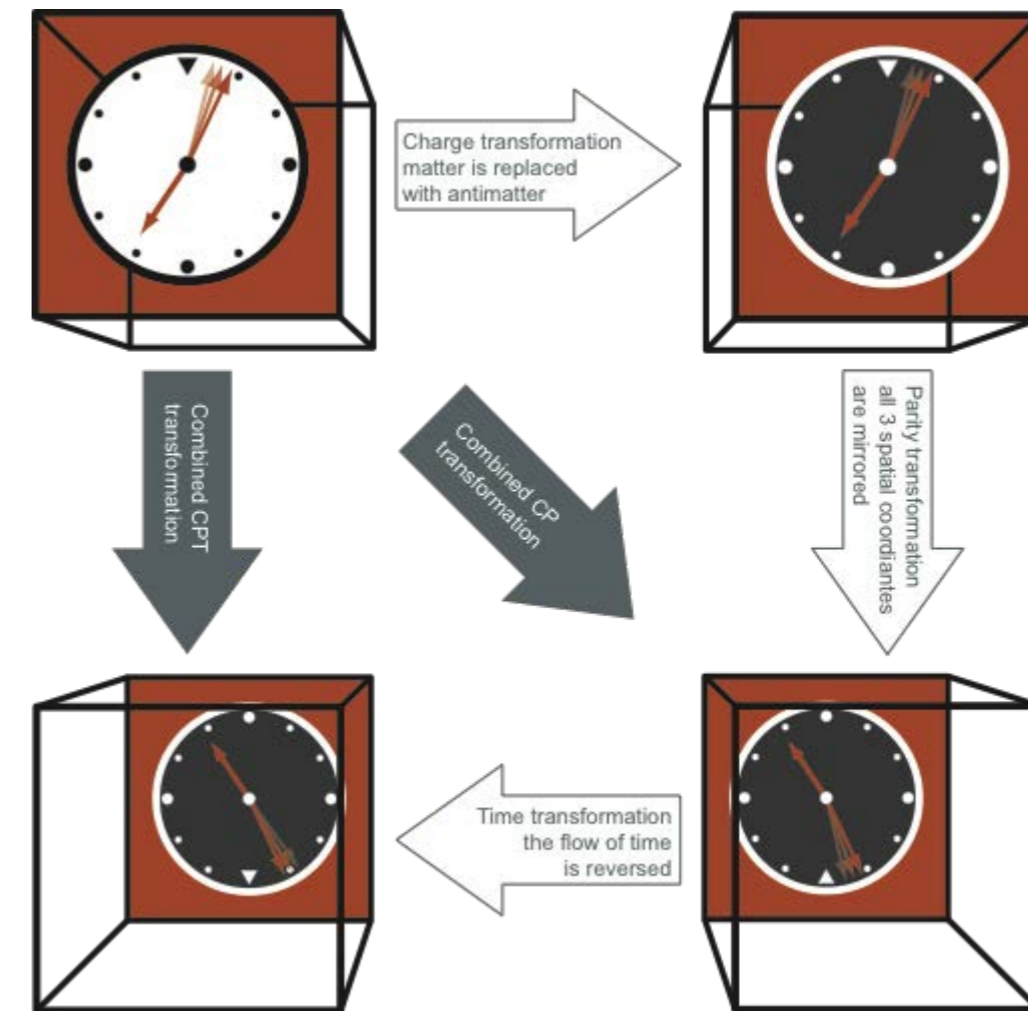 Charge transformation
matter is replaced
with antimatter
Combined CPT
transformation
Combined CP
transformation
Parity transformation
all 3 spatial coordiantes
are mirrored
Time transformation
the flow of time
is reversed